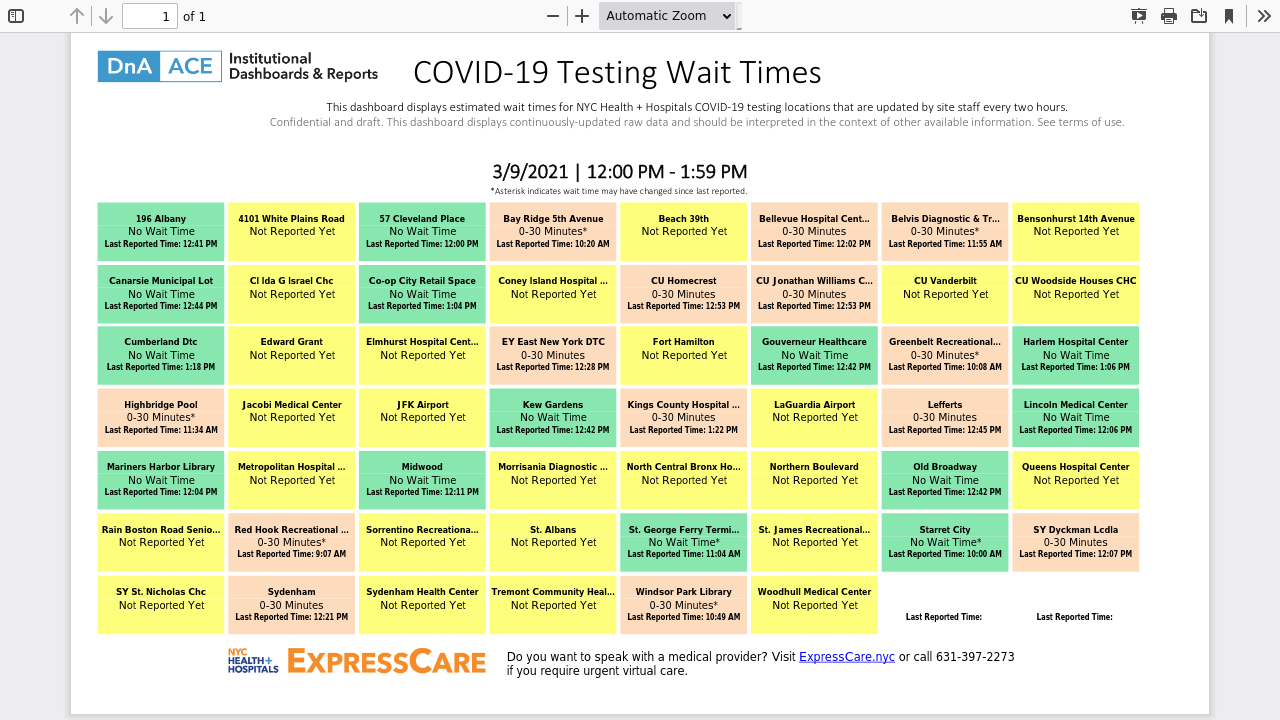 1 of 1
Automatic Zoom
DnA ACE Institutional
Dashboards & Reports
COVID-19 Testing Wait Times
This dashboard displays estimated wait times for NYC Health + Hospitals COVID-19 testing locations that are updated by site staff every two hours.
Confidential and draft. This dashboard displays continuously-updated raw data and should be interpreted in the context of other available information. See terms of use.
3/9/2021 | 12:00 PM - 1:59 PM
*Asterisk indicates wait time may have changed since last reported.
196 Albany
No Wait Time
Last Reported Time: 12:41 PM
4101 White Plains Road
Not Reported Yet
57 Cleveland Place
No Wait Time
Last Reported Time: 12:00 PM
Bay Ridge 5th Avenue
0-30 Minutes*
Last Reported Time: 10:20 AM
Beach 39th
Not Reported Yet
Bellevue Hospital Cent...
0-30 Minutes
Last Reported Time: 12:02 PM
Belvis Diagnostic & Tr...
0-30 Minutes*
Last Reported Time: 11:55 AM
Bensonhurst 14th Avenue
Not Reported Yet
Canarsie Municipal Lot
No Wait Time
Last Reported Time: 12:44 PM
Cl Ida G Israel Chc
Not Reported Yet
Co-op City Retail Space
No Wait Time
Last Reported Time: 1:04 PM
Coney Island Hospital ...
Not Reported Yet
CU Homecrest
0-30 Minutes
Last Reported Time: 12:53 PM
CU Jonathan Williams C...
0-30 Minutes
Last Reported Time: 12:53 PM
CU Vanderbilt
Not Reported Yet
CU Woodside Houses CHC
Not Reported Yet
Cumberland Dtc
No Wait Time
Last Reported Time: 1:18 PM
Edward Grant
Not Reported Yet
Elmhurst Hospital Cent...
Not Reported Yet
EY East New York DTC
0-30 Minutes
Last Reported Time: 12:28 PM
Fort Hamilton
Not Reported Yet
Gouverneur Healthcare
No Wait Time
Last Reported Time: 12:42 PM
Greenbelt Recreational...
0-30 Minutes*
Last Reported Time: 10:08 AM
Harlem Hospital Center
No Wait Time
Last Reported Time: 1:06 PM
Highbridge Pool
0-30 Minutes*
Last Reported Time: 11:34 AM
Jacobi Medical Center
Not Reported Yet
JFK Airport
Not Reported Yet
Kew Gardens
No Wait Time
Last Reported Time: 12:42 PM
Kings County Hospital ...
0-30 Minutes
Last Reported Time: 1:22 PM
LaGuardia Airport
Not Reported Yet
Lefferts
0-30 Minutes
Last Reported Time: 12:45 PM
Lincoln Medical Center
No Wait Time
Last Reported Time: 12:06 PM
Mariners Harbor Library
No Wait Time
Last Reported Time: 12:04 PM
Metropolitan Hospital ...
Not Reported Yet
Midwood
No Wait Time
Last Reported Time: 12:11 PM
Morrisania Diagnostic ...
Not Reported Yet
North Central Bronx Ho...
Not Reported Yet
Northern Boulevard
Not Reported Yet
Old Broadway
No Wait Time
Last Reported Time: 12:42 PM
Queens Hospital Center
Not Reported Yet
Rain Boston Road Senio...
Not Reported Yet
Red Hook Recreational ...
0-30 Minutes*
Last Reported Time: 9:07 AM
Sorrentino Recreationa...
Not Reported Yet
St. Albans
Not Reported Yet
St. George Ferry Termi...
No Wait Time*
Last Reported Time: 11:04 AM
St. James Recreational...
Not Reported Yet
Starret City
No Wait Time*
Last Reported Time: 10:00 AM
SY Dyckman Lcdla
0-30 Minutes
Last Reported Time: 12:07 PM
SY St. Nicholas Chc
Not Reported Yet
Sydenham
0-30 Minutes
Last Reported Time: 12:21 PM
Sydenham Health Center
Not Reported Yet
Tremont Community Heal...
Not Reported Yet
Windsor Park Library
0-30 Minutes*
Last Reported Time: 10:49 AM
Woodhull Medical Center
Not Reported Yet
Last Reported Time:
Last Reported Time:
NYC
HEALTH+
HOSPITALS
EXPRESSCARE
Do you want to speak with a medical provider? Visit ExpressCare.nyc or call 631-397-2273
if you require urgent virtual care.